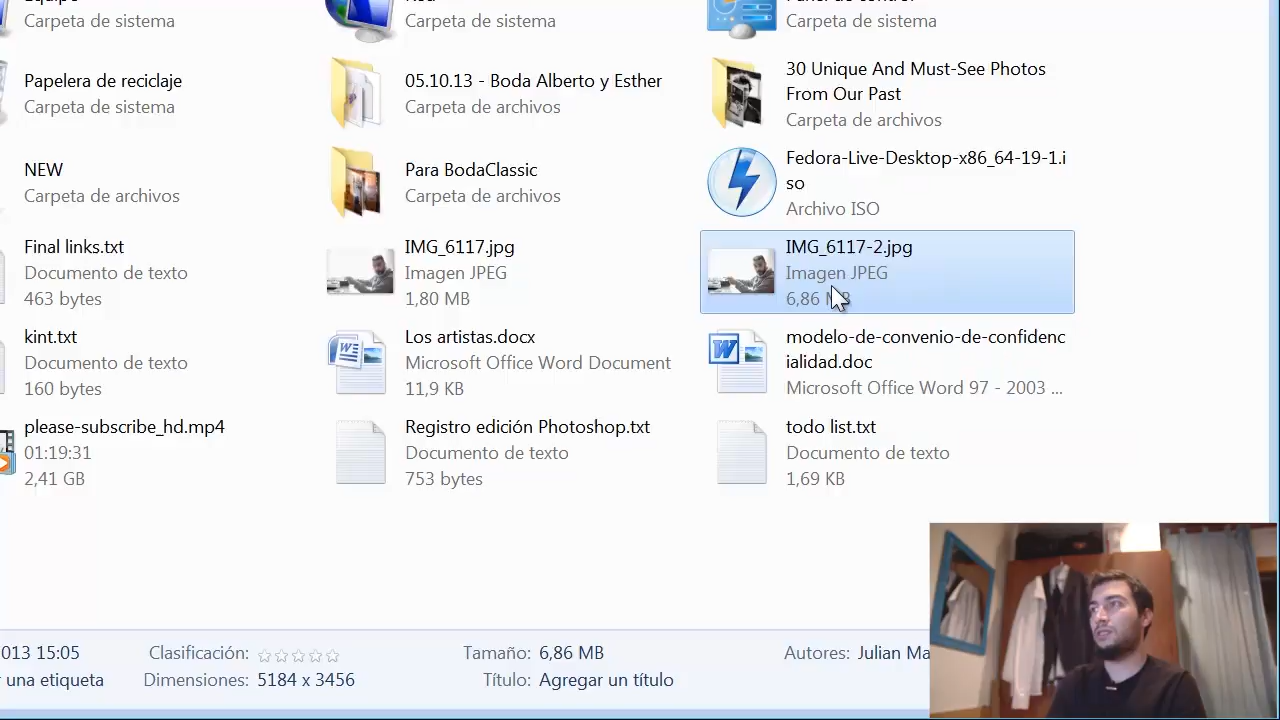 Carpeta de sistema
Carpeta de sistema
Carpeta de sistema
Papelera de reciclaje
Carpeta de sistema
05.10.13 - Boda Alberto y Esther
Carpeta de archivos
30 Unique And Must-See Photos
From Our Past
Carpeta de archivos
NEW
Carpeta de archivos
Para BodaClassic
Carpeta de archivos
Fedora-Live-Desktop-x86_64-19-1.i
so
Archivo ISO
Final links.txt
Documento de texto
463 bytes
IMG_6117.jpg
Imagen JPEG
1,80 MB
IMG_6117-2.jpg
Imagen JPEG
6,86 MB
kint.txt
Documento de texto
160 bytes
Los artistas.docx
Microsoft Office Word Document
11,9 KB
modelo-de-convenio-de-confidenc
ialidad.doc
Microsoft Office Word 97 - 2003 ...
please-subscribe_hd.mp4
01:19:31
2,41 GB
Registro edición Photoshop.txt
Documento de texto
753 bytes
todo list.txt
Documento de texto
1,69 KB
013 15:05 Clasificación: Tamaño: 6,86 MB Autores: Julian Ma
una etiqueta Dimensiones: 5184 x 3456 Título: Agregar un título